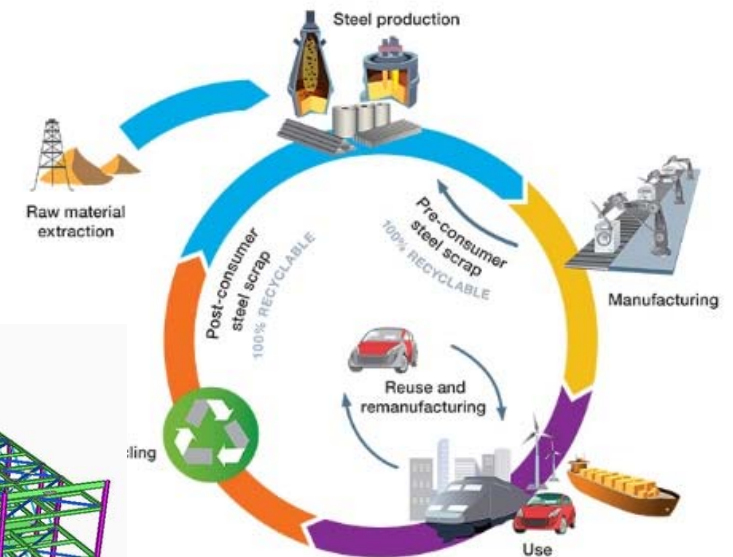 Steel production
Raw material
extraction
Pre-consumer
steel scrap
100% RECYCLABLE
Post-consumer
steel scrap
100% RECYCLABLE
Manufacturing
Reuse and
remanufacturing
cling
Use